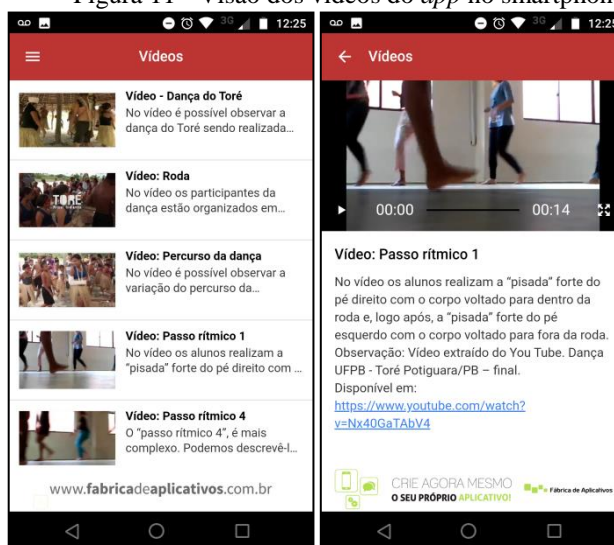 Figura 11 - Visão dos vídeos do app no smartphon
3G 12:25
Vídeos
Vídeo - Dança do Toré
No vídeo é possível observar a
dança do Toré sendo realizada...
TORÉ
Vídeo: Roda
No vídeo os participantes da
dança estão organizados em...
Vídeo: Percurso da dança
No vídeo é possível observar a
variação do percurso da...
Vídeo: Passo rítmico 1
No vídeo os alunos realizam a
"pisada" forte do pé direito com ...
Vídeo: Passo rítmico 4
O "passo rítmico 4", é mais
complexo. Podemos descrevê-l...
www.fabricadeaplicativos.com.br
3G 12:25
Vídeos
00:00 00:14
Vídeo: Passo rítmico 1
No vídeo os alunos realizam a "pisada" forte do
pé direito com o corpo voltado para dentro da
roda e, logo após, a "pisada" forte do pé
esquerdo com o corpo voltado para fora da roda.
Observação: Vídeo extraído do You Tube. Dança
UFPB - Toré Potiguara/PB – final.
Disponível em:
https://www.youtube.com/watch?
v=Nx40GaTAbV4
CRIE AGORA MESMO
O SEU PRÓPRIO APLICATIVO!
Fábrica de Aplicativos